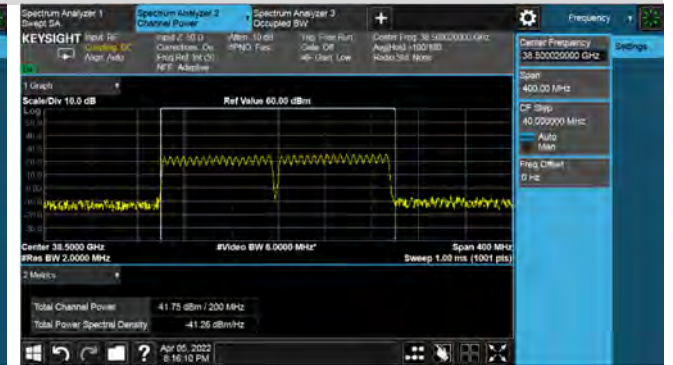 Spectrum Analyzer 1
Swept SA
Spectrum Analyzer 2
Channel Power
Spectrum Analyzer 3
Occupied BW
+
Frequency
KEYSIGHT Input: RF
Coupling: DC
Align: Auto
Input Z: 50 Ω
Corrections: On
Freq Ref: Int (S)
NFE: Adaptive
Atten: 10 dB
#PNO: Fast
Trig: Free Run
Gate: Off
#IF Gain: Low
Center Freq: 38.500020000 GHz
Avg|Hold: >100/100
Radio Std: None
Center Frequency
38.500020000 GHz
Settings
Span
400.00 MHz
CF Step
40.000000 MHz
Auto
Man
Freq Offset
0 Hz
1 Graph
Scale/Div 10.0 dB
Ref Value 60.00 dBm
Log
Center 38.5000 GHz
#Res BW 2.0000 MHz
#Video BW 6.0000 MHz*
Span 400 MHz
Sweep 1.00 ms (1001 pts)
2 Metrics
Total Channel Power
41.75 dBm / 200 MHz
Total Power Spectral Density
-41.26 dBm/Hz
?
Apr 05, 2022
8:16:10 PM